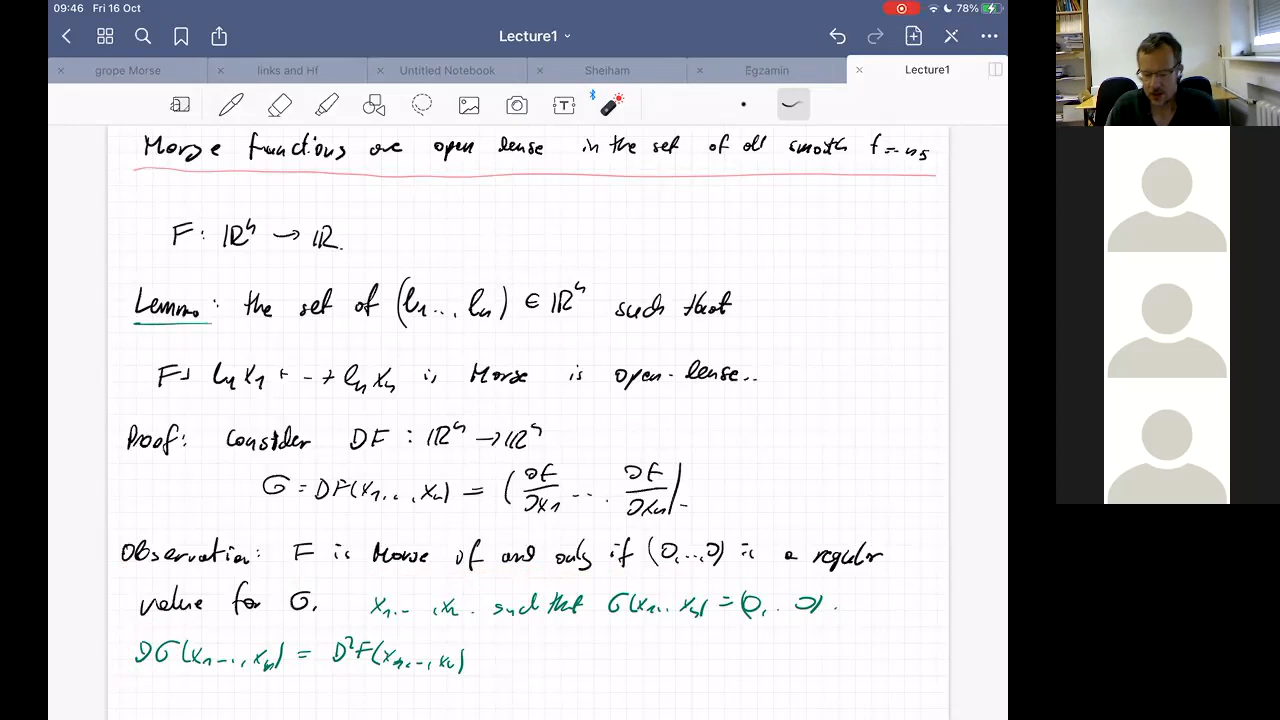 09:46 Fri 16 Oct
78%
Lecture1
grope Morse
links and Hf
Untitled Notebook
Sheiham
Egzamin
Lecture1
Morse functions are open dense in the set of all smooth f=ns
F: ℝⁿ → ℝ.
Lemma: the set of (l₁..., lₙ) ∈ ℝⁿ such that
F + l₁x₁ + -- + lₙxₙ is Morse is open-dense..
Proof: Consider DF : ℝⁿ → ℝⁿ
G = DF(x₁.., xₙ) = (∂F/∂x₁ ... ∂F/∂xₙ)
Observation: F is Morse if and only if (0,..,0) is a regular
value for G. x₁.. , xₙ such that G(x₁.. xₙ) = (0,.. 0).
DG(x₁-., xₙ) = D²F(x₁,-., xₙ)